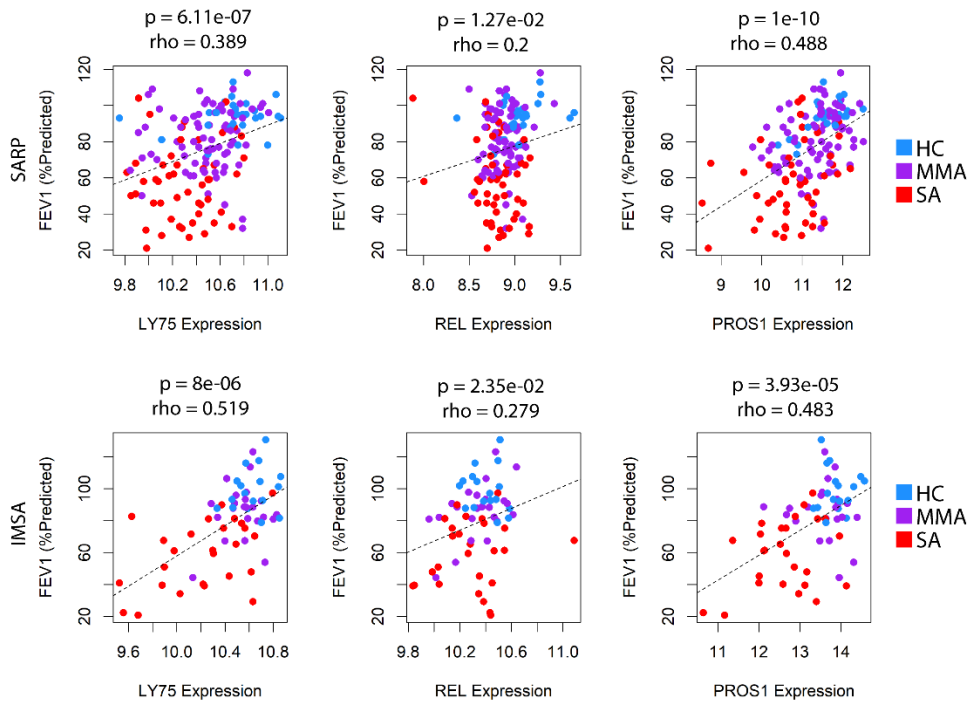 p = 6.11e-07
rho = 0.389
p = 1.27e-02
rho = 0.2
p = 1e-10
rho = 0.488
SARP
FEV1 (%Predicted)
120
80
60
40
20
9.8
10.2
10.6
11.0
LY75 Expression
FEV1 (%Predicted)
120
80
60
40
20
8.0
8.5
9.0
9.5
REL Expression
FEV1 (%Predicted)
120
80
60
40
20
9
10
11
12
PROS1 Expression
HC
MMA
SA
p = 8e-06
rho = 0.519
p = 2.35e-02
rho = 0.279
p = 3.93e-05
rho = 0.483
IMSA
FEV1 (%Predicted)
100
60
20
9.6
10.0
10.4
10.8
LY75 Expression
FEV1 (%Predicted)
100
60
20
9.8
10.2
10.6
11.0
REL Expression
FEV1 (%Predicted)
100
60
20
11
12
13
14
PROS1 Expression
HC
MMA
SA